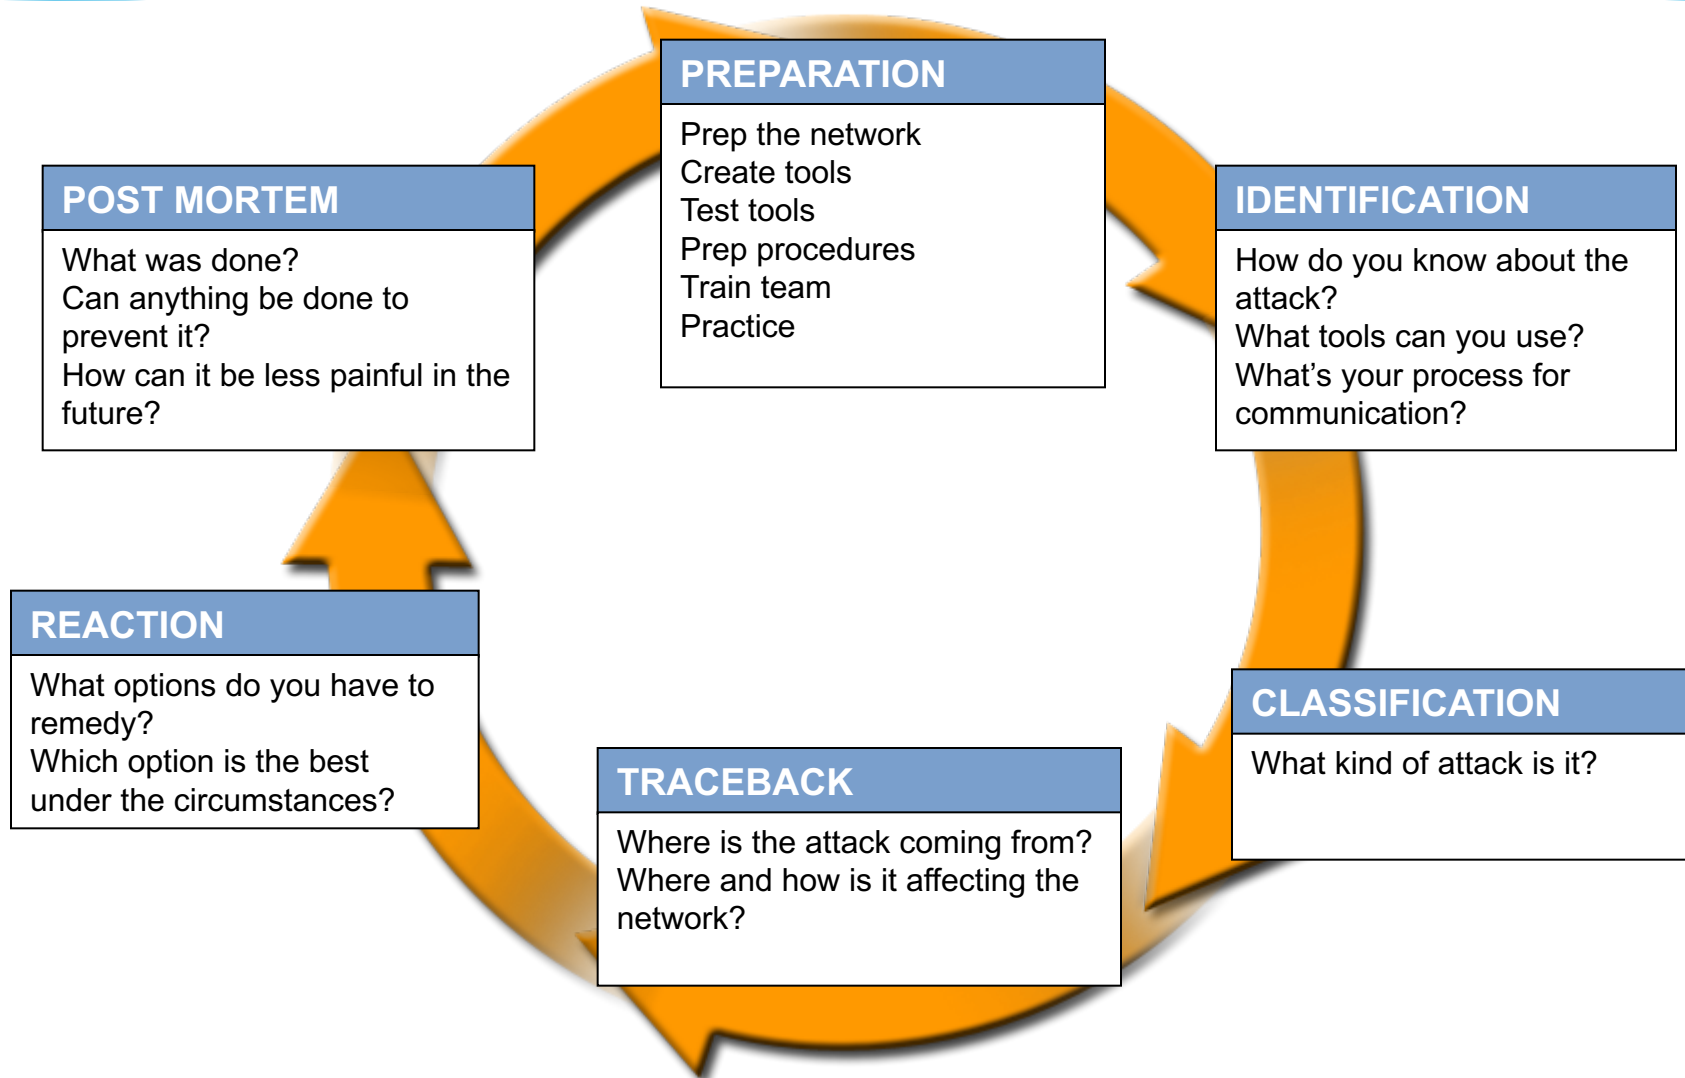 PREPARATION
Prep the network
Create tools
Test tools
Prep procedures
Train team
Practice
IDENTIFICATION
How do you know about the
attack?
What tools can you use?
What’s your process for
communication?
CLASSIFICATION
What kind of attack is it?
TRACEBACK
Where is the attack coming from?
Where and how is it affecting the
network?
REACTION
What options do you have to
remedy?
Which option is the best
under the circumstances?
POST MORTEM
What was done?
Can anything be done to
prevent it?
How can it be less painful in the
future?